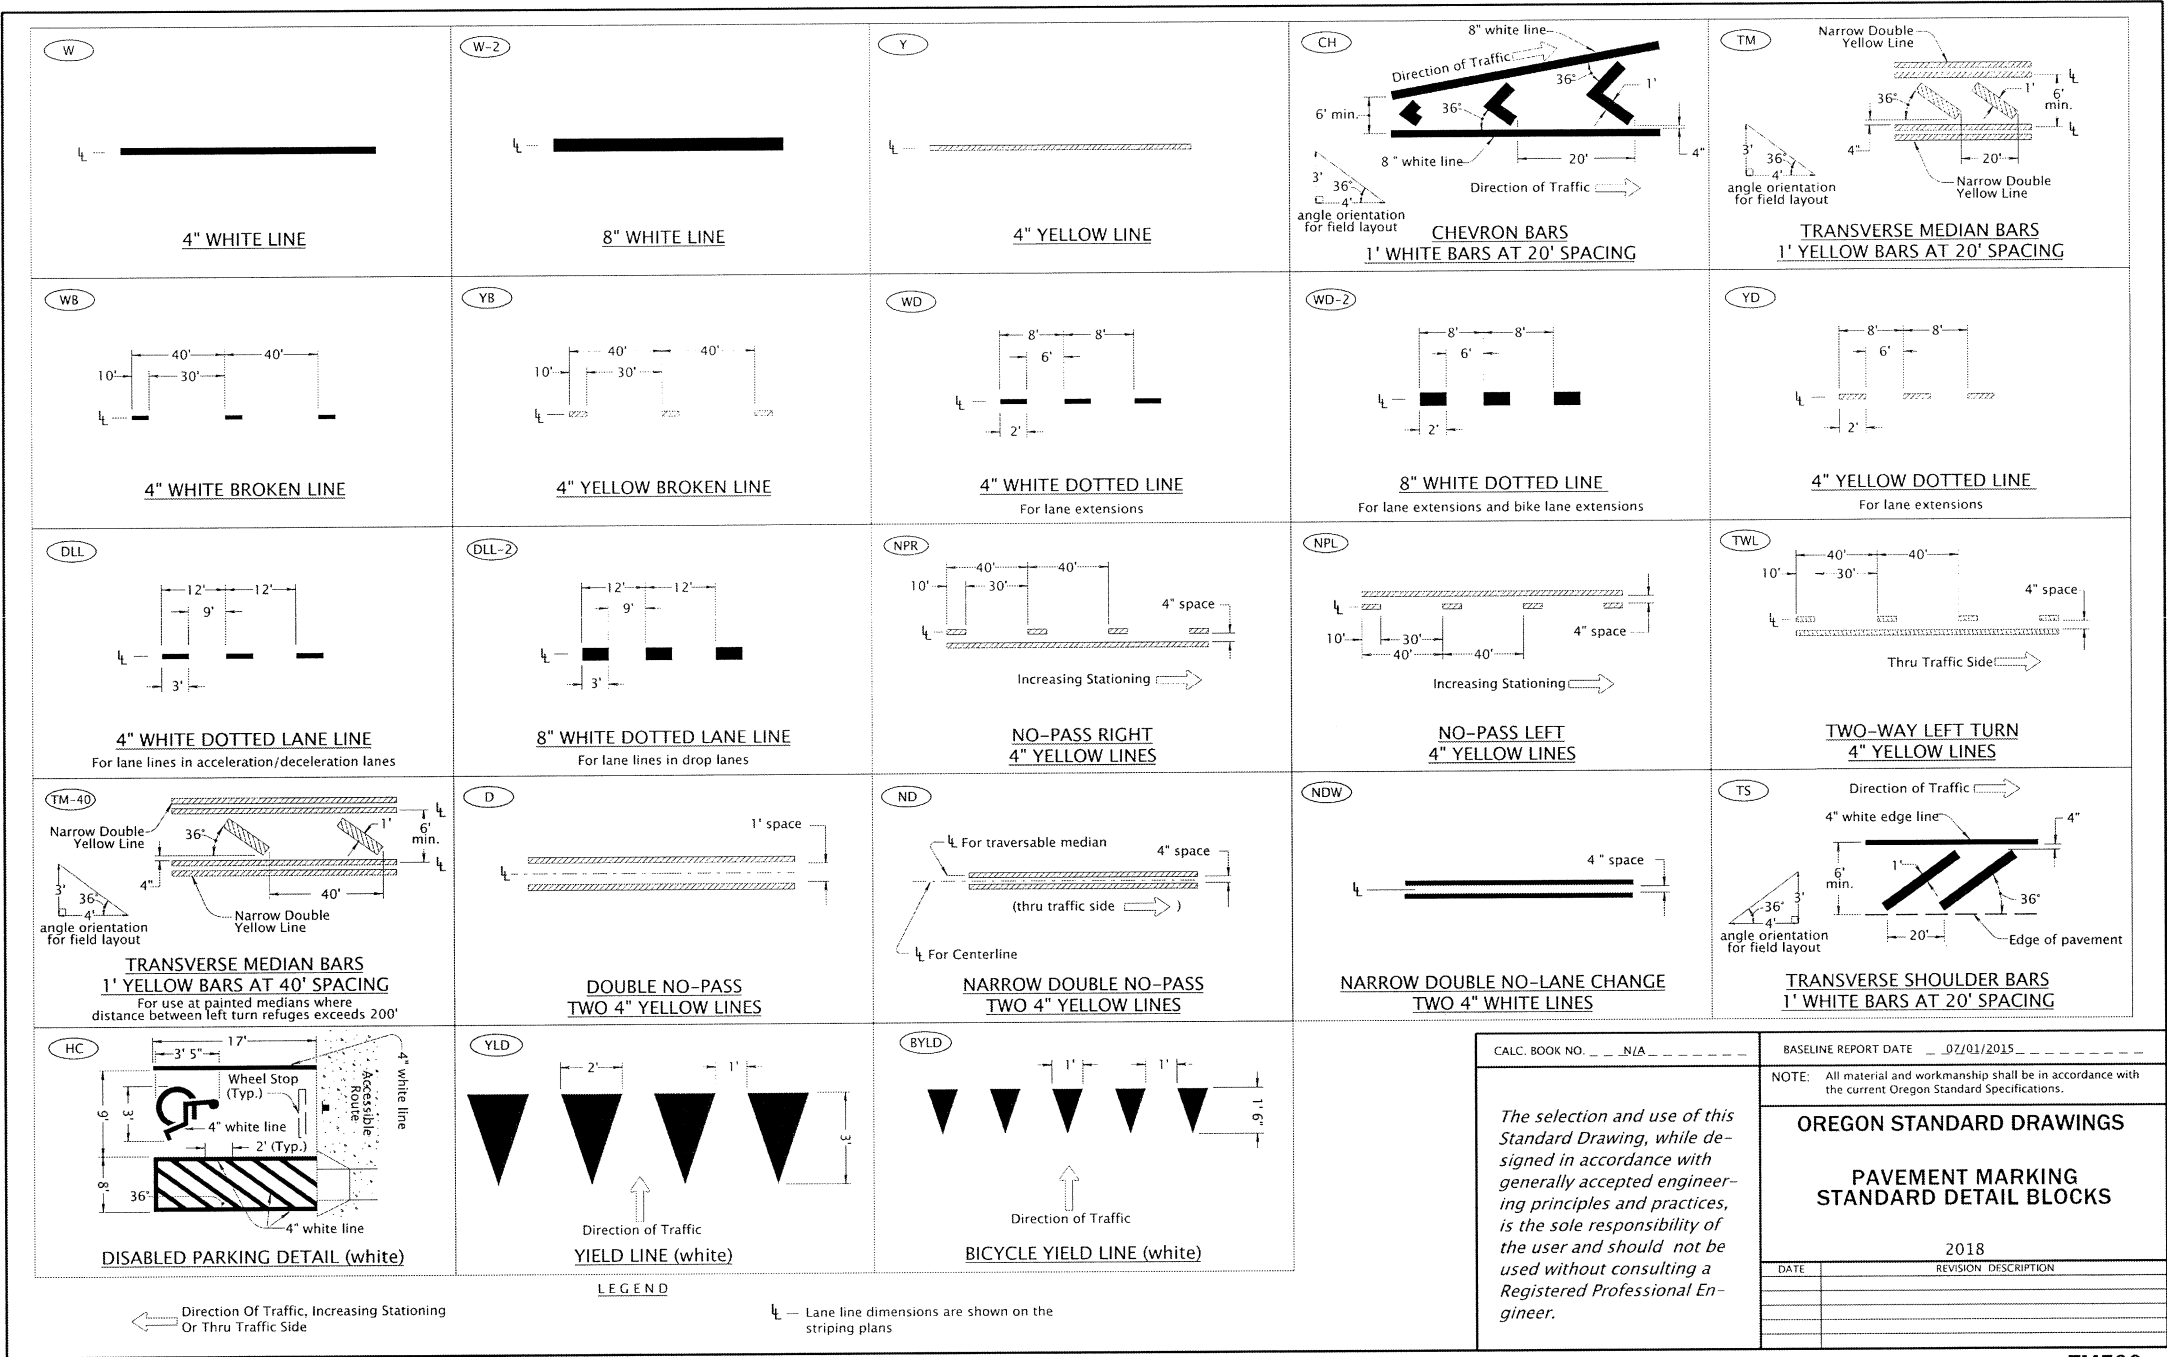 W
4" WHITE LINE
W-2
8" WHITE LINE
Y
4" YELLOW LINE
CH
8" white line
Direction of Traffic
36°
1'
6' min.
36°
8 " white line
20'
4"
3'
36°
4'
Direction of Traffic
angle orientation
for field layout
CHEVRON BARS
1' WHITE BARS AT 20' SPACING
TM
Narrow Double
Yellow Line
36°
1'
6'
min.
4"
20'
3'
36°
4'
angle orientation
for field layout
Narrow Double
Yellow Line
TRANSVERSE MEDIAN BARS
1' YELLOW BARS AT 20' SPACING
WB
40' 40'
10' 30'
4" WHITE BROKEN LINE
YB
40' 40'
10' 30'
4" YELLOW BROKEN LINE
WD
8' 8'
6'
2'
4" WHITE DOTTED LINE
For lane extensions
WD-2
8' 8'
6'
2'
8" WHITE DOTTED LINE
For lane extensions and bike lane extensions
YD
8' 8'
6'
2'
4" YELLOW DOTTED LINE
For lane extensions
DLL
12' 12'
9'
3'
4" WHITE DOTTED LANE LINE
For lane lines in acceleration/deceleration lanes
DLL-2
12' 12'
9'
3'
8" WHITE DOTTED LANE LINE
For lane lines in drop lanes
NPR
40' 40'
10' 30'
4" space
Increasing Stationing
NO-PASS RIGHT
4" YELLOW LINES
NPL
4" space
10' 30'
40' 40'
Increasing Stationing
NO-PASS LEFT
4" YELLOW LINES
TWL
40' 40'
10' 30'
4" space
Thru Traffic Side
TWO-WAY LEFT TURN
4" YELLOW LINES
TM-40
Narrow Double
Yellow Line
36°
1'
6'
min.
4"
40'
3'
36°
4'
angle orientation
for field layout
Narrow Double
Yellow Line
TRANSVERSE MEDIAN BARS
1' YELLOW BARS AT 40' SPACING
For use at painted medians where
distance between left turn refuges exceeds 200'
D
1' space
DOUBLE NO-PASS
TWO 4" YELLOW LINES
ND
For traversable median
4" space
(thru traffic side )
For Centerline
NARROW DOUBLE NO-PASS
TWO 4" YELLOW LINES
NDW
4 " space
NARROW DOUBLE NO-LANE CHANGE
TWO 4" WHITE LINES
TS
Direction of Traffic
4" white edge line
4"
6'
min.
1'
36°
3'
36°
4'
20'
angle orientation
for field layout
Edge of pavement
TRANSVERSE SHOULDER BARS
1' WHITE BARS AT 20' SPACING
HC
17'
3' 5"
Wheel Stop
(Typ.)
Accessible
Route
4" white line
9'
3'
4" white line
2' (Typ.)
8'
36°
4" white line
DISABLED PARKING DETAIL (white)
YLD
2' 1'
3'
Direction of Traffic
YIELD LINE (white)
BYLD
1' 1'
1' 6"
Direction of Traffic
BICYCLE YIELD LINE (white)
LEGEND
Direction Of Traffic, Increasing Stationing
Or Thru Traffic Side
Lane line dimensions are shown on the
striping plans
CALC. BOOK NO. N/A
BASELINE REPORT DATE 07/01/2015
NOTE: All material and workmanship shall be in accordance with
the current Oregon Standard Specifications.
The selection and use of this
Standard Drawing, while de-
signed in accordance with
generally accepted engineer-
ing principles and practices,
is the sole responsibility of
the user and should not be
used without consulting a
Registered Professional En-
gineer.
OREGON STANDARD DRAWINGS
PAVEMENT MARKING
STANDARD DETAIL BLOCKS
2018
DATE REVISION DESCRIPTION